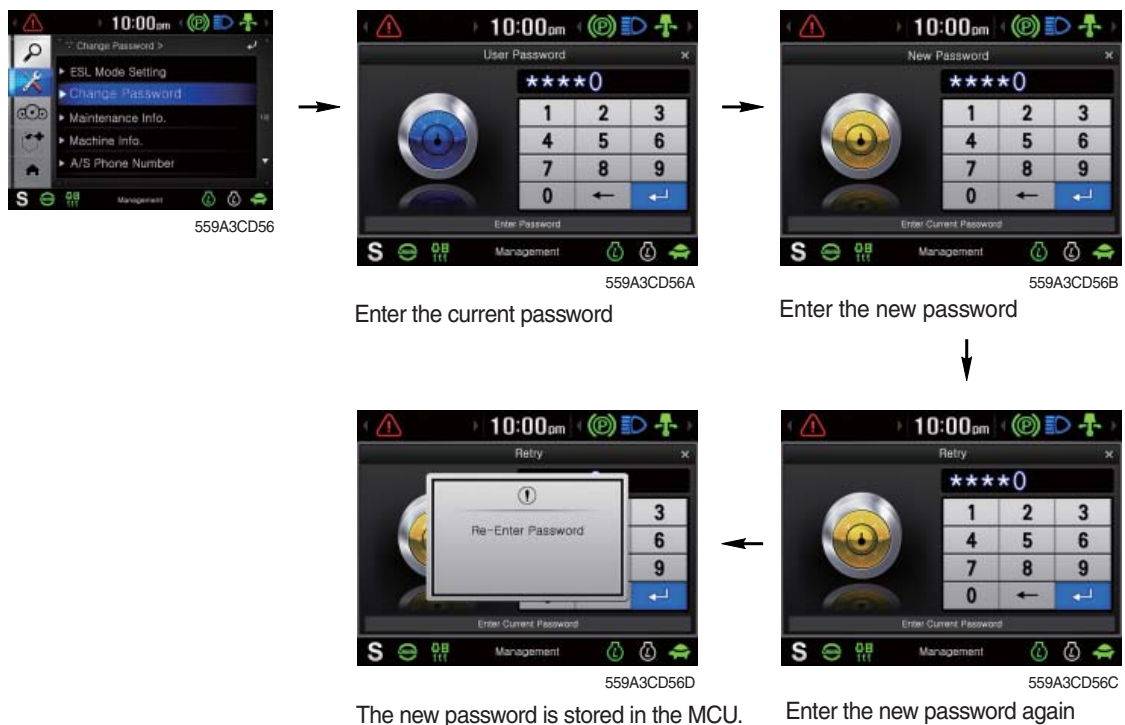 10:00pm
Change Password >
ESL Mode Setting
Change Password
Maintenance Info.
Machine Info.
A/S Phone Number
S Management
559A3CD56
10:00pm
User Password
****0
1 2 3
4 5 6
7 8 9
0 ←
Enter Password
S Management
559A3CD56A
Enter the current password
10:00pm
New Password
****0
1 2 3
4 5 6
7 8 9
0 ←
Enter Current Password
S Management
559A3CD56B
Enter the new password
10:00pm
Retry
****0
1 2 3
4 5 6
7 8 9
0 ←
Enter Current Password
S Management
559A3CD56C
Enter the new password again
10:00pm
Retry
Re-Enter Password
3
6
9
Enter Current Password
S Management
559A3CD56D
The new password is stored in the MCU.